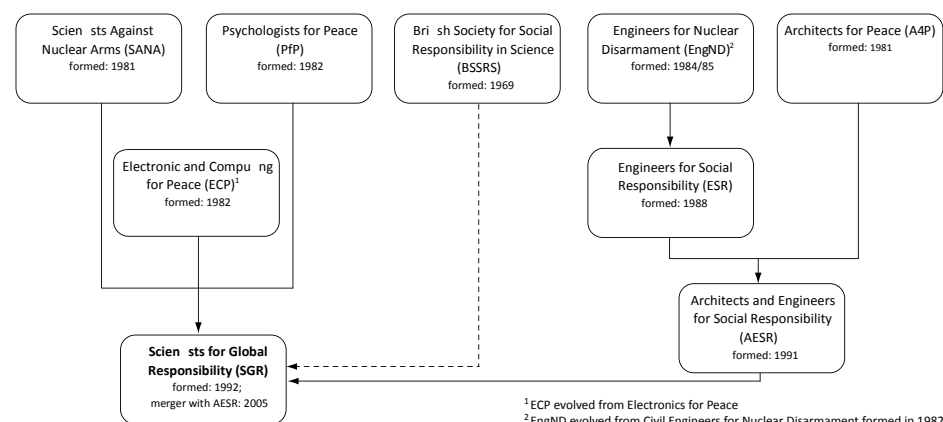 Scien sts Against
Nuclear Arms (SANA)
formed: 1981
Psychologists for Peace
(PfP)
formed: 1982
Bri sh Society for Social
Responsibility in Science
(BSSRS)
formed: 1969
Engineers for Nuclear
Disarmament (EngND)2
formed: 1984/85
Architects for Peace (A4P)
formed: 1981
Electronic and Compu ng
for Peace (ECP)1
formed: 1982
Engineers for Social
Responsibility (ESR)
formed: 1988
Architects and Engineers
for Social Responsibility
(AESR)
formed: 1991
Scien sts for Global
Responsibility (SGR)
formed: 1992;
merger with AESR: 2005
1 ECP evolved from Electronics for Peace
2 EngND evolved from Civil Engineers for Nuclear Disarmament formed in 1982